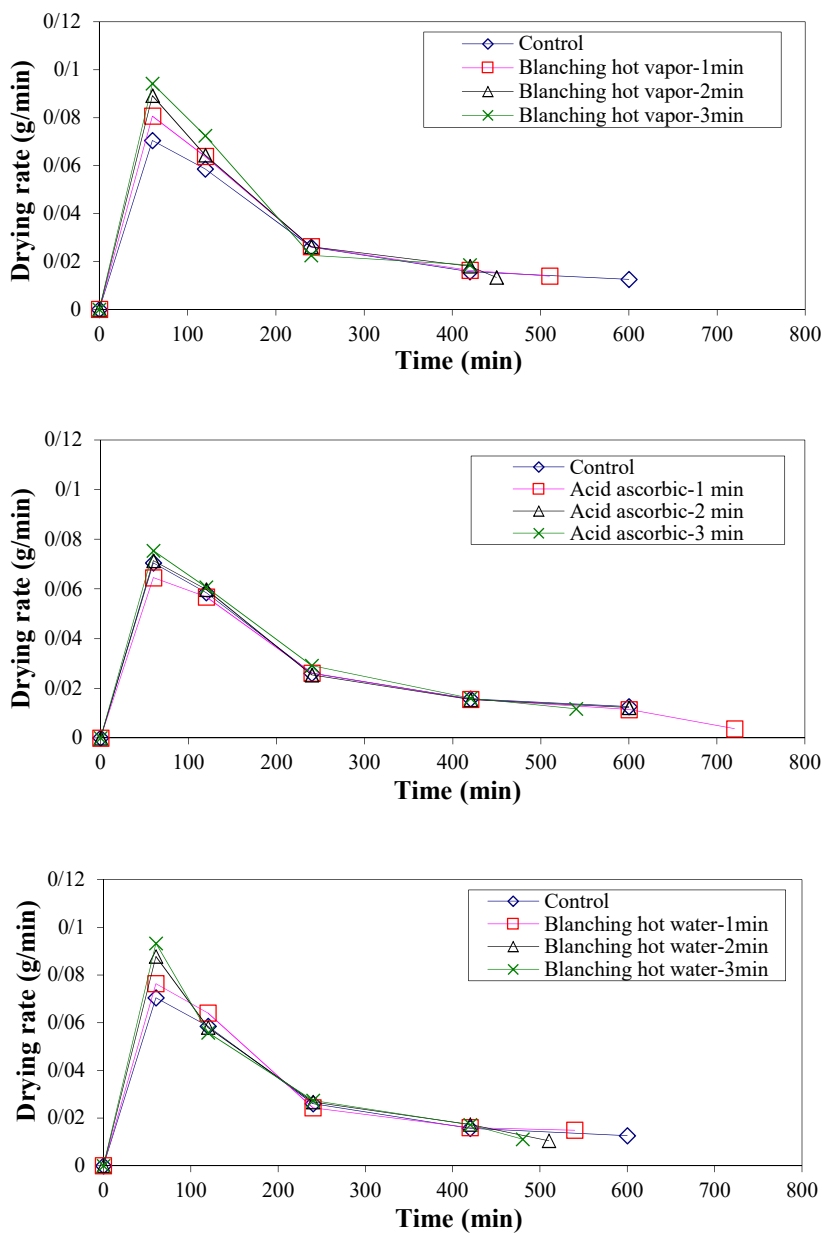 0/12
0/1
0/08
0/06
0/04
0/02
0
Drying rate (g/min)
Control
Blanching hot vapor-1min
Blanching hot vapor-2min
Blanching hot vapor-3min
0 100 200 300 400 500 600 700 800
Time (min)
0/12
0/1
0/08
0/06
0/04
0/02
0
Drying rate (g/min)
Control
Acid ascorbic-1 min
Acid ascorbic-2 min
Acid ascorbic-3 min
0 100 200 300 400 500 600 700 800
Time (min)
0/12
0/1
0/08
0/06
0/04
0/02
0
Drying rate (g/min)
Control
Blanching hot water-1min
Blanching hot water-2min
Blanching hot water-3min
0 100 200 300 400 500 600 700 800
Time (min)